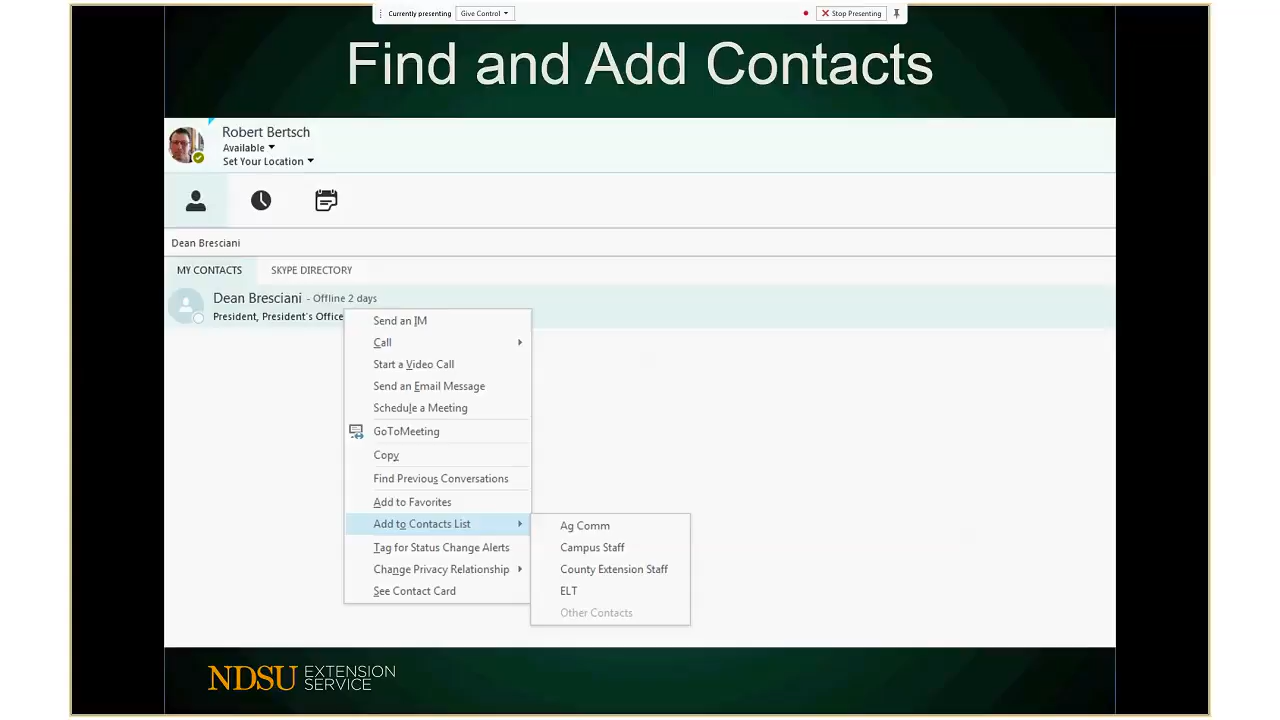 Currently presenting Give Control Stop Presenting
Find and Add Contacts
Robert Bertsch
Available
Set Your Location
Dean Bresciani
MY CONTACTS SKYPE DIRECTORY
Dean Bresciani - Offline 2 days
President, President's Office
Send an IM
Call
Start a Video Call
Send an Email Message
Schedule a Meeting
GoToMeeting
Copy
Find Previous Conversations
Add to Favorites
Add to Contacts List
Tag for Status Change Alerts
Change Privacy Relationship
See Contact Card
Ag Comm
Campus Staff
County Extension Staff
ELT
Other Contacts
NDSU EXTENSION
SERVICE